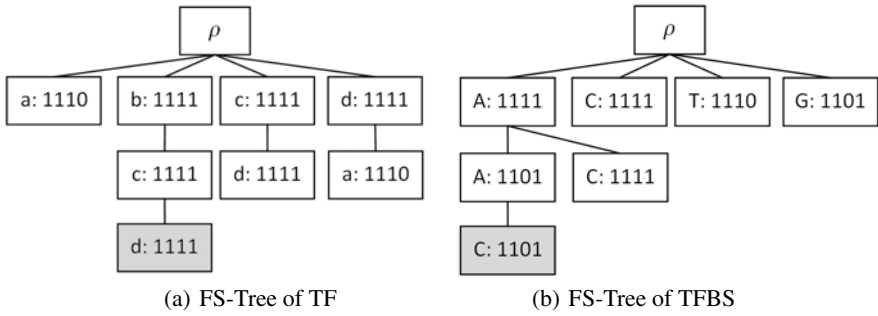 ρ ρ
a: 1110 b: 1111 c: 1111 d: 1111 A: 1111 C: 1111 T: 1110 G: 1101
c: 1111 d: 1111 a: 1110 A: 1101 C: 1111
d: 1111 C: 1101
(a) FS-Tree of TF (b) FS-Tree of TFBS